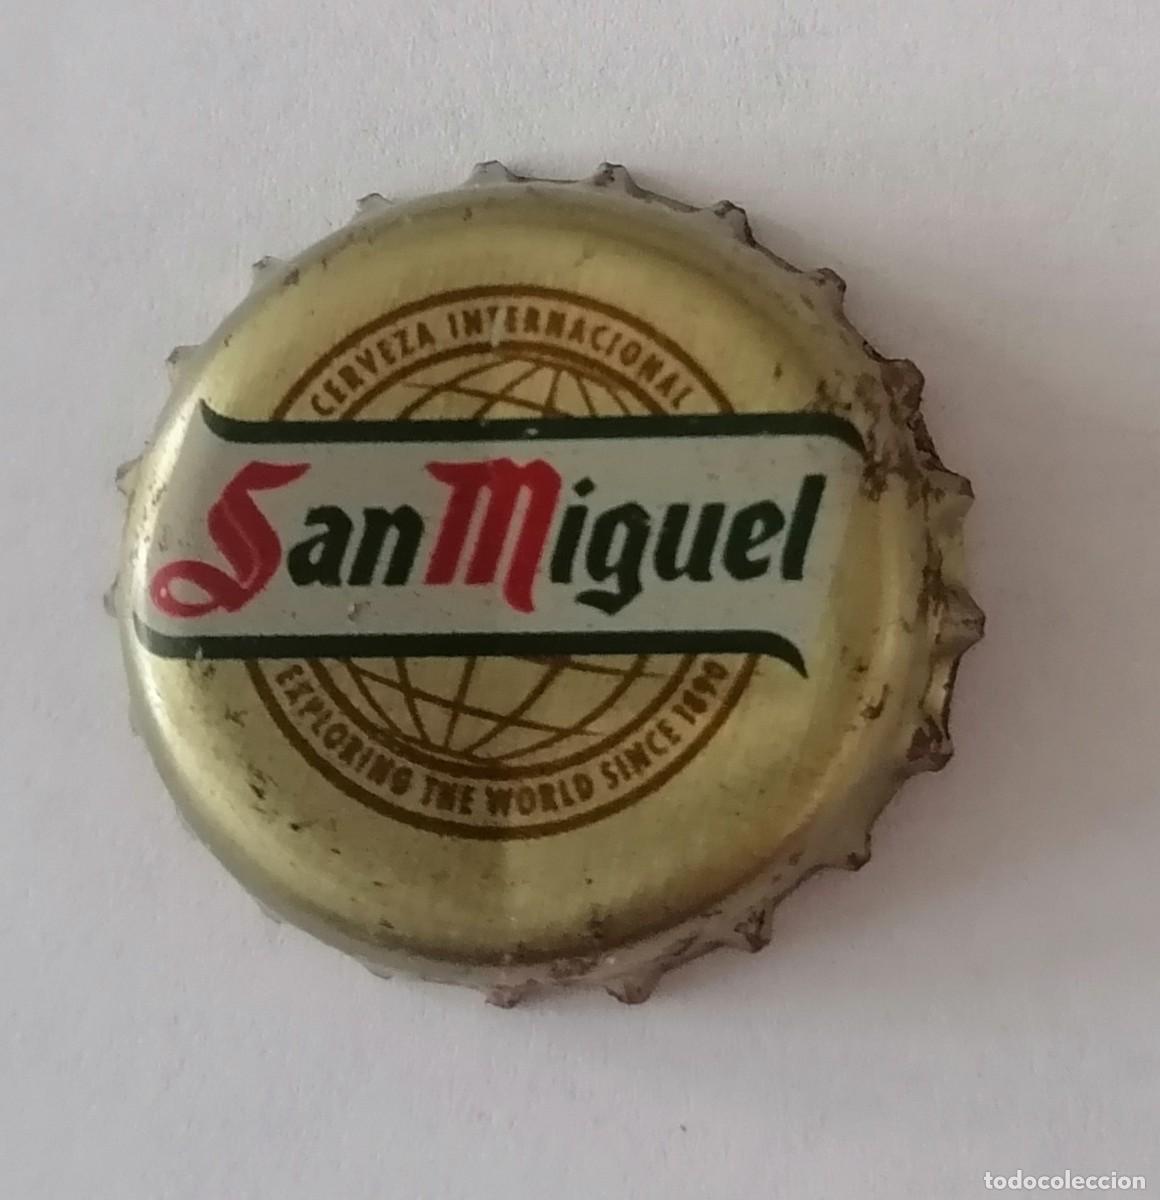 CERVEZA INTERNACIONAL
San Miguel
EXPLORING THE WORLD SINCE 1890
todocoleccion